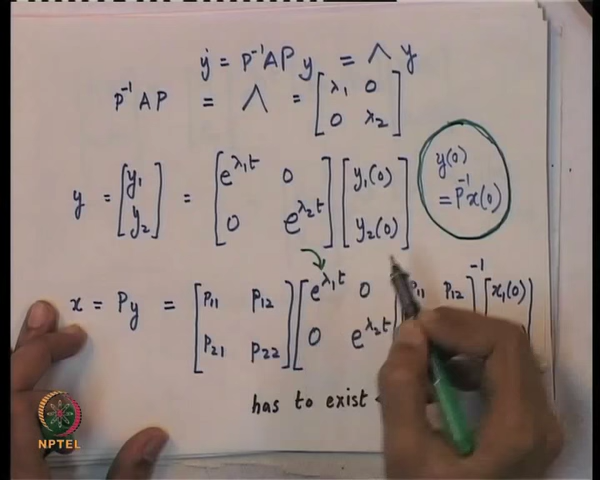 ẏ = P⁻¹AP y = Λ y
P⁻¹AP = Λ = [λ₁ 0; 0 λ₂]
y = [y₁; y₂] = [e^λ₁t 0; 0 e^λ₂t] [y₁(0); y₂(0)]
y(0)
= P⁻¹x(0)
x = Py = [p₁₁ p₁₂; p₂₁ p₂₂] [e^λ₁t 0; 0 e^λ₂t] [p₁₁ p₁₂]⁻¹ [x₁(0)
has to exist
NPTEL